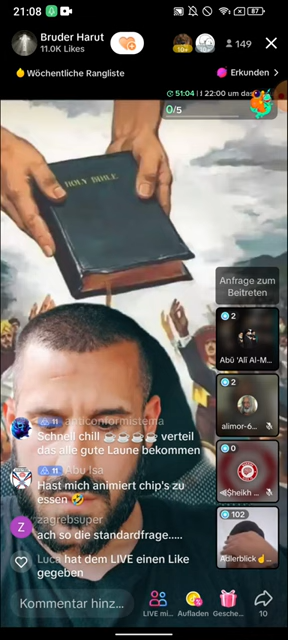 21:08
87
Bruder Harut
11.0K Likes
149
Wöchentliche Rangliste
Erkunden
51:04 | 22:00 um das
0/5
HOLY BIBLE
Anfrage zum
Beitreten
2
Abū 'Alī Al-M...
2
alimor-6...
0
Sheikh ...
102
Adlerblick☝...
11 anticonformistema
Schnell chill ☕☕☕☕ verteil
das alle gute Laune bekommen
11 Abu Isa
Hast mich animiert chip's zu
essen 🤣
Z zagrebsuper
ach so die standardfrage.....
Luca hat dem LIVE einen Like
gegeben
Kommentar hinz...
LIVE mi...
Aufladen
Gesche...
10